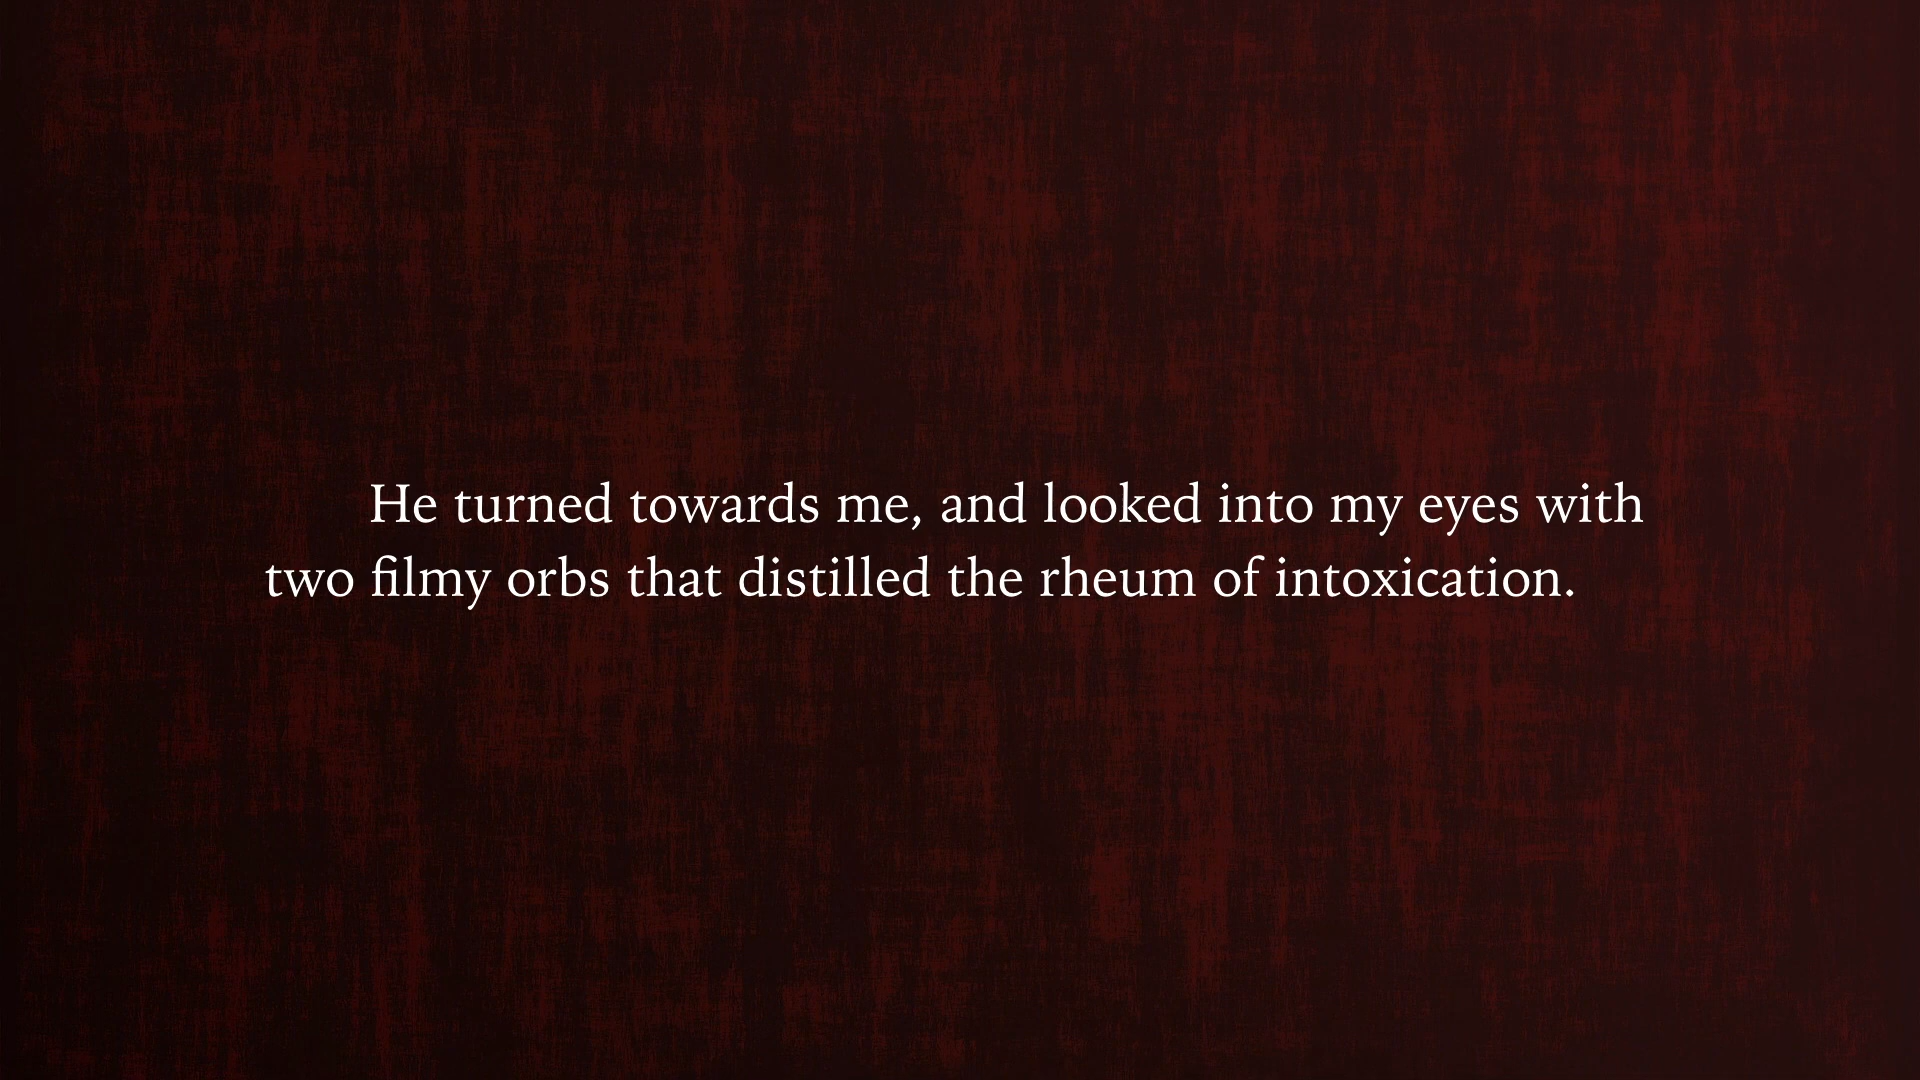 He turned towards me, and looked into my eyes with
two filmy orbs that distilled the rheum of intoxication.